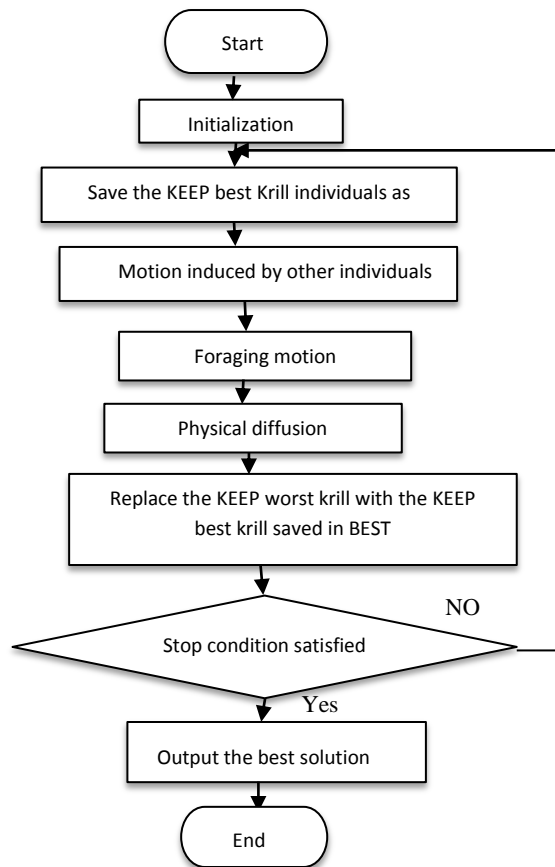 Start
Initialization
Save the KEEP best Krill individuals as
Motion induced by other individuals
Foraging motion
Physical diffusion
Replace the KEEP worst krill with the KEEP
best krill saved in BEST
NO
Stop condition satisfied
Yes
Output the best solution
End